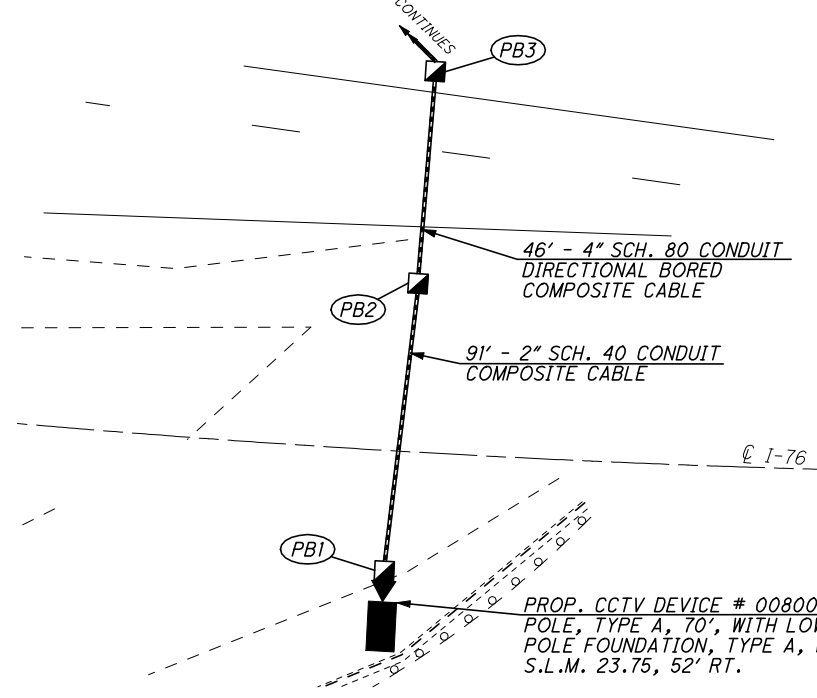 CONTINUES
PB3
46' - 4" SCH. 80 CONDUIT
DIRECTIONAL BORED
COMPOSITE CABLE
PB2
91' - 2" SCH. 40 CONDUIT
COMPOSITE CABLE
℄ I-76
PB1
PROP. CCTV DEVICE # 00800
POLE, TYPE A, 70', WITH LOW
POLE FOUNDATION, TYPE A,
S.L.M. 23.75, 52' RT.